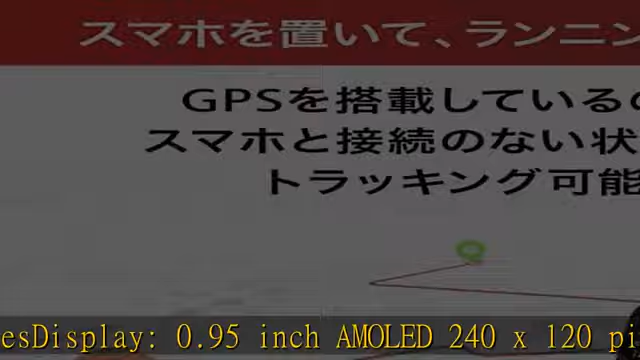 スマホを置いて、ランニン
GPSを搭載している
スマホと接続のない状
トラッキング可能
esDisplay: 0.95 inch AMOLED 240 x 120 pi